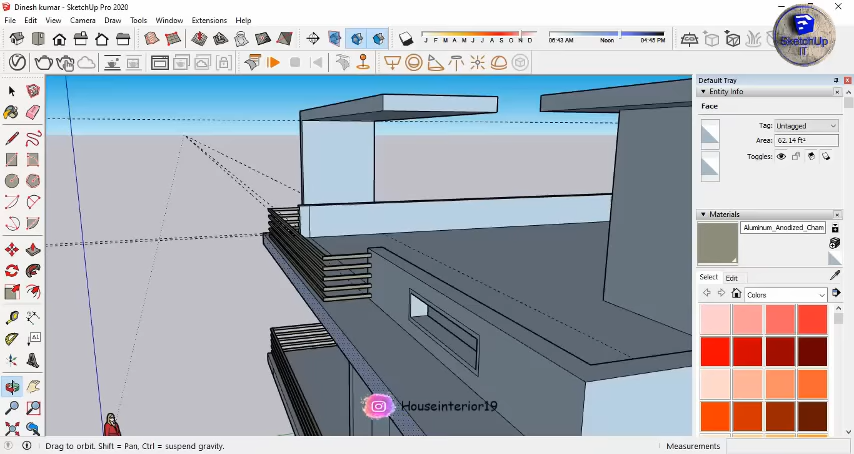 Dinesh kumar - SketchUp Pro 2020
File Edit View Camera Draw Tools Window Extensions Help
J F M A M J J A S O N D
06:43 AM Noon 04:45 PM
SketchUp
IT
Default Tray
Entity Info
Face
Tag: Untagged
Area: 62.14 ft²
Toggles:
Materials
Aluminum_Anodized_Cham
Select Edit
Colors
A1
Houseinterior19
Drag to orbit. Shift = Pan, Ctrl = suspend gravity.
Measurements